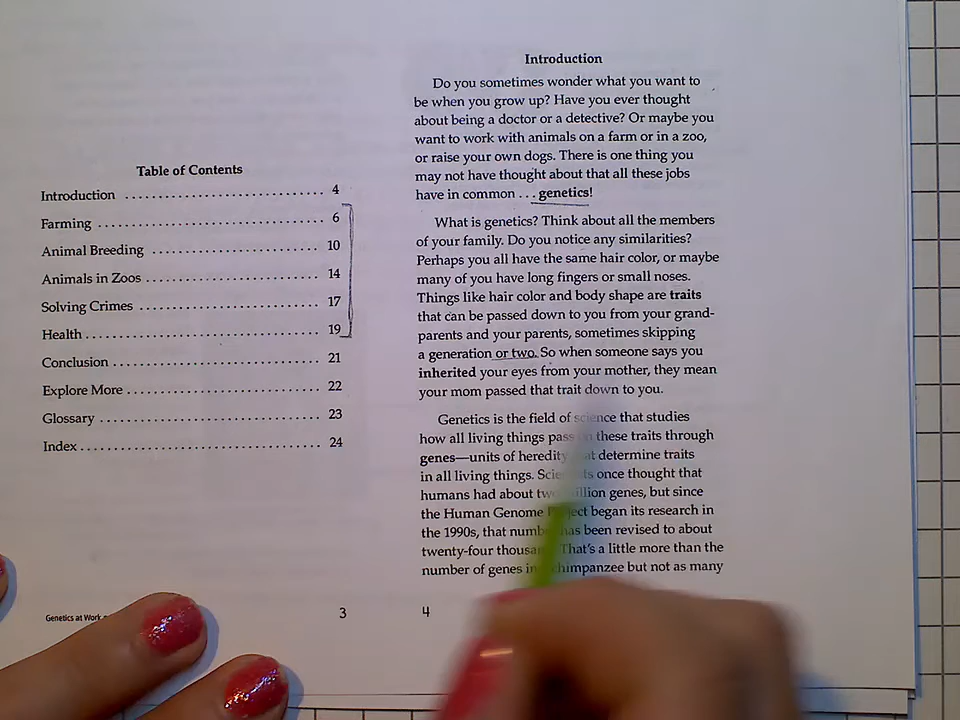 Table of Contents
Introduction ........................... 4
Farming ................................ 6
Animal Breeding ....................... 10
Animals in Zoos ....................... 14
Solving Crimes ........................ 17
Health ................................ 19
Conclusion ............................ 21
Explore More .......................... 22
Glossary .............................. 23
Index ................................. 24
Genetics at Work
3
Introduction
Do you sometimes wonder what you want to
be when you grow up? Have you ever thought
about being a doctor or a detective? Or maybe you
want to work with animals on a farm or in a zoo,
or raise your own dogs. There is one thing you
may not have thought about that all these jobs
have in common . . . genetics!
What is genetics? Think about all the members
of your family. Do you notice any similarities?
Perhaps you all have the same hair color, or maybe
many of you have long fingers or small noses.
Things like hair color and body shape are traits
that can be passed down to you from your grand-
parents and your parents, sometimes skipping
a generation or two. So when someone says you
inherited your eyes from your mother, they mean
your mom passed that trait down to you.
Genetics is the field of science that studies
how all living things pass these traits through
genes—units of heredity that determine traits
in all living things. Scientists once thought that
humans had about two million genes, but since
the Human Genome Project began its research in
the 1990s, that number has been revised to about
twenty-four thousand. That's a little more than the
number of genes in chimpanzee but not as many
4